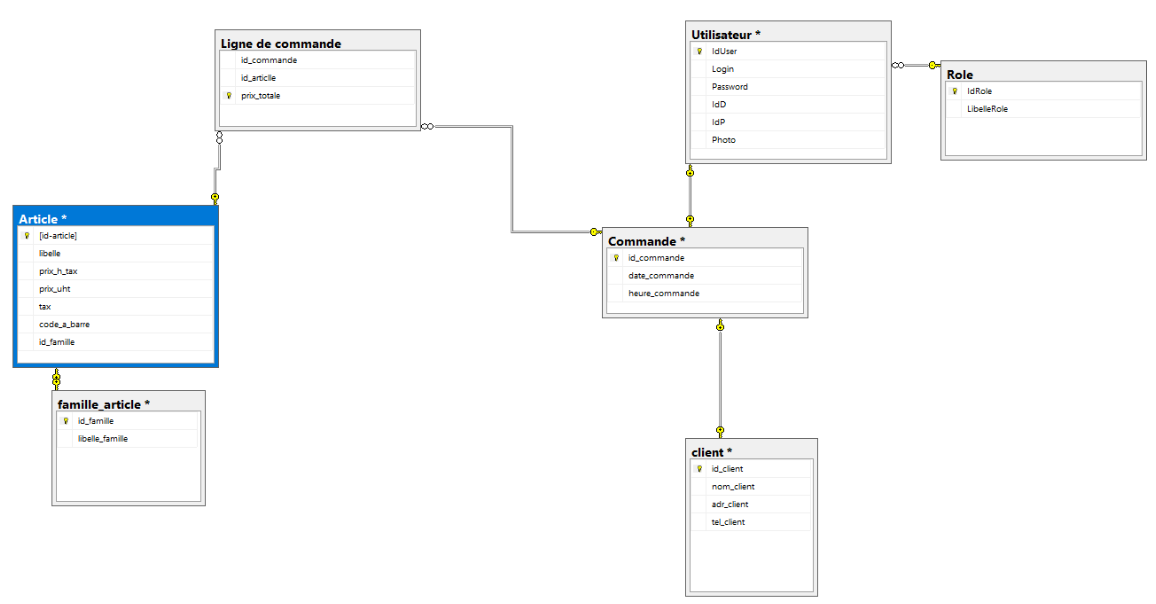 Ligne de commande
id_commande
id_articlle
prix_totale
Utilisateur *
IdUser
Login
Password
IdD
IdP
Photo
Role
IdRole
LibelleRole
Article *
[id-article]
libelle
prix_h_tax
prix_uht
tax
code_a_barre
id_famille
Commande *
id_commande
date_commande
heure_commande
famille_article *
id_famille
libelle_famille
client *
id_client
nom_client
adr_client
tel_client